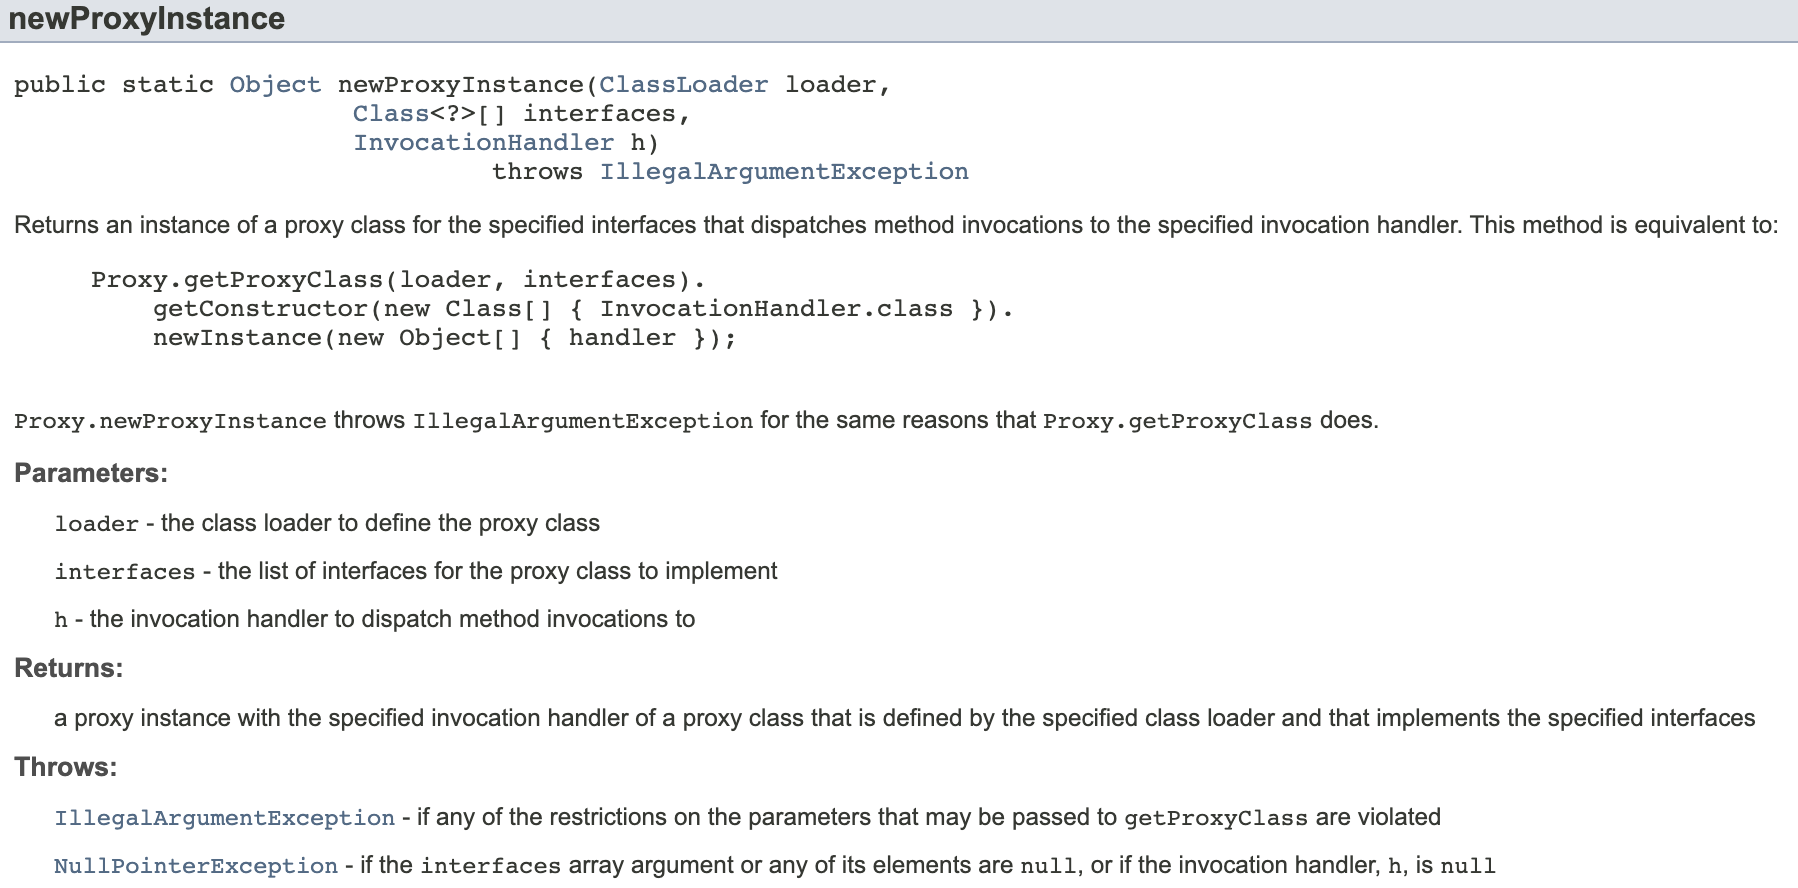 newProxyInstance
public static Object newProxyInstance(ClassLoader loader,
Class<?>[] interfaces,
InvocationHandler h)
throws IllegalArgumentException
Returns an instance of a proxy class for the specified interfaces that dispatches method invocations to the specified invocation handler. This method is equivalent to:
Proxy.getProxyClass(loader, interfaces).
getConstructor(new Class[] { InvocationHandler.class }).
newInstance(new Object[] { handler });
Proxy.newProxyInstance throws IllegalArgumentException for the same reasons that Proxy.getProxyClass does.
Parameters:
loader - the class loader to define the proxy class
interfaces - the list of interfaces for the proxy class to implement
h - the invocation handler to dispatch method invocations to
Returns:
a proxy instance with the specified invocation handler of a proxy class that is defined by the specified class loader and that implements the specified interfaces
Throws:
IllegalArgumentException - if any of the restrictions on the parameters that may be passed to getProxyClass are violated
NullPointerException - if the interfaces array argument or any of its elements are null, or if the invocation handler, h, is null